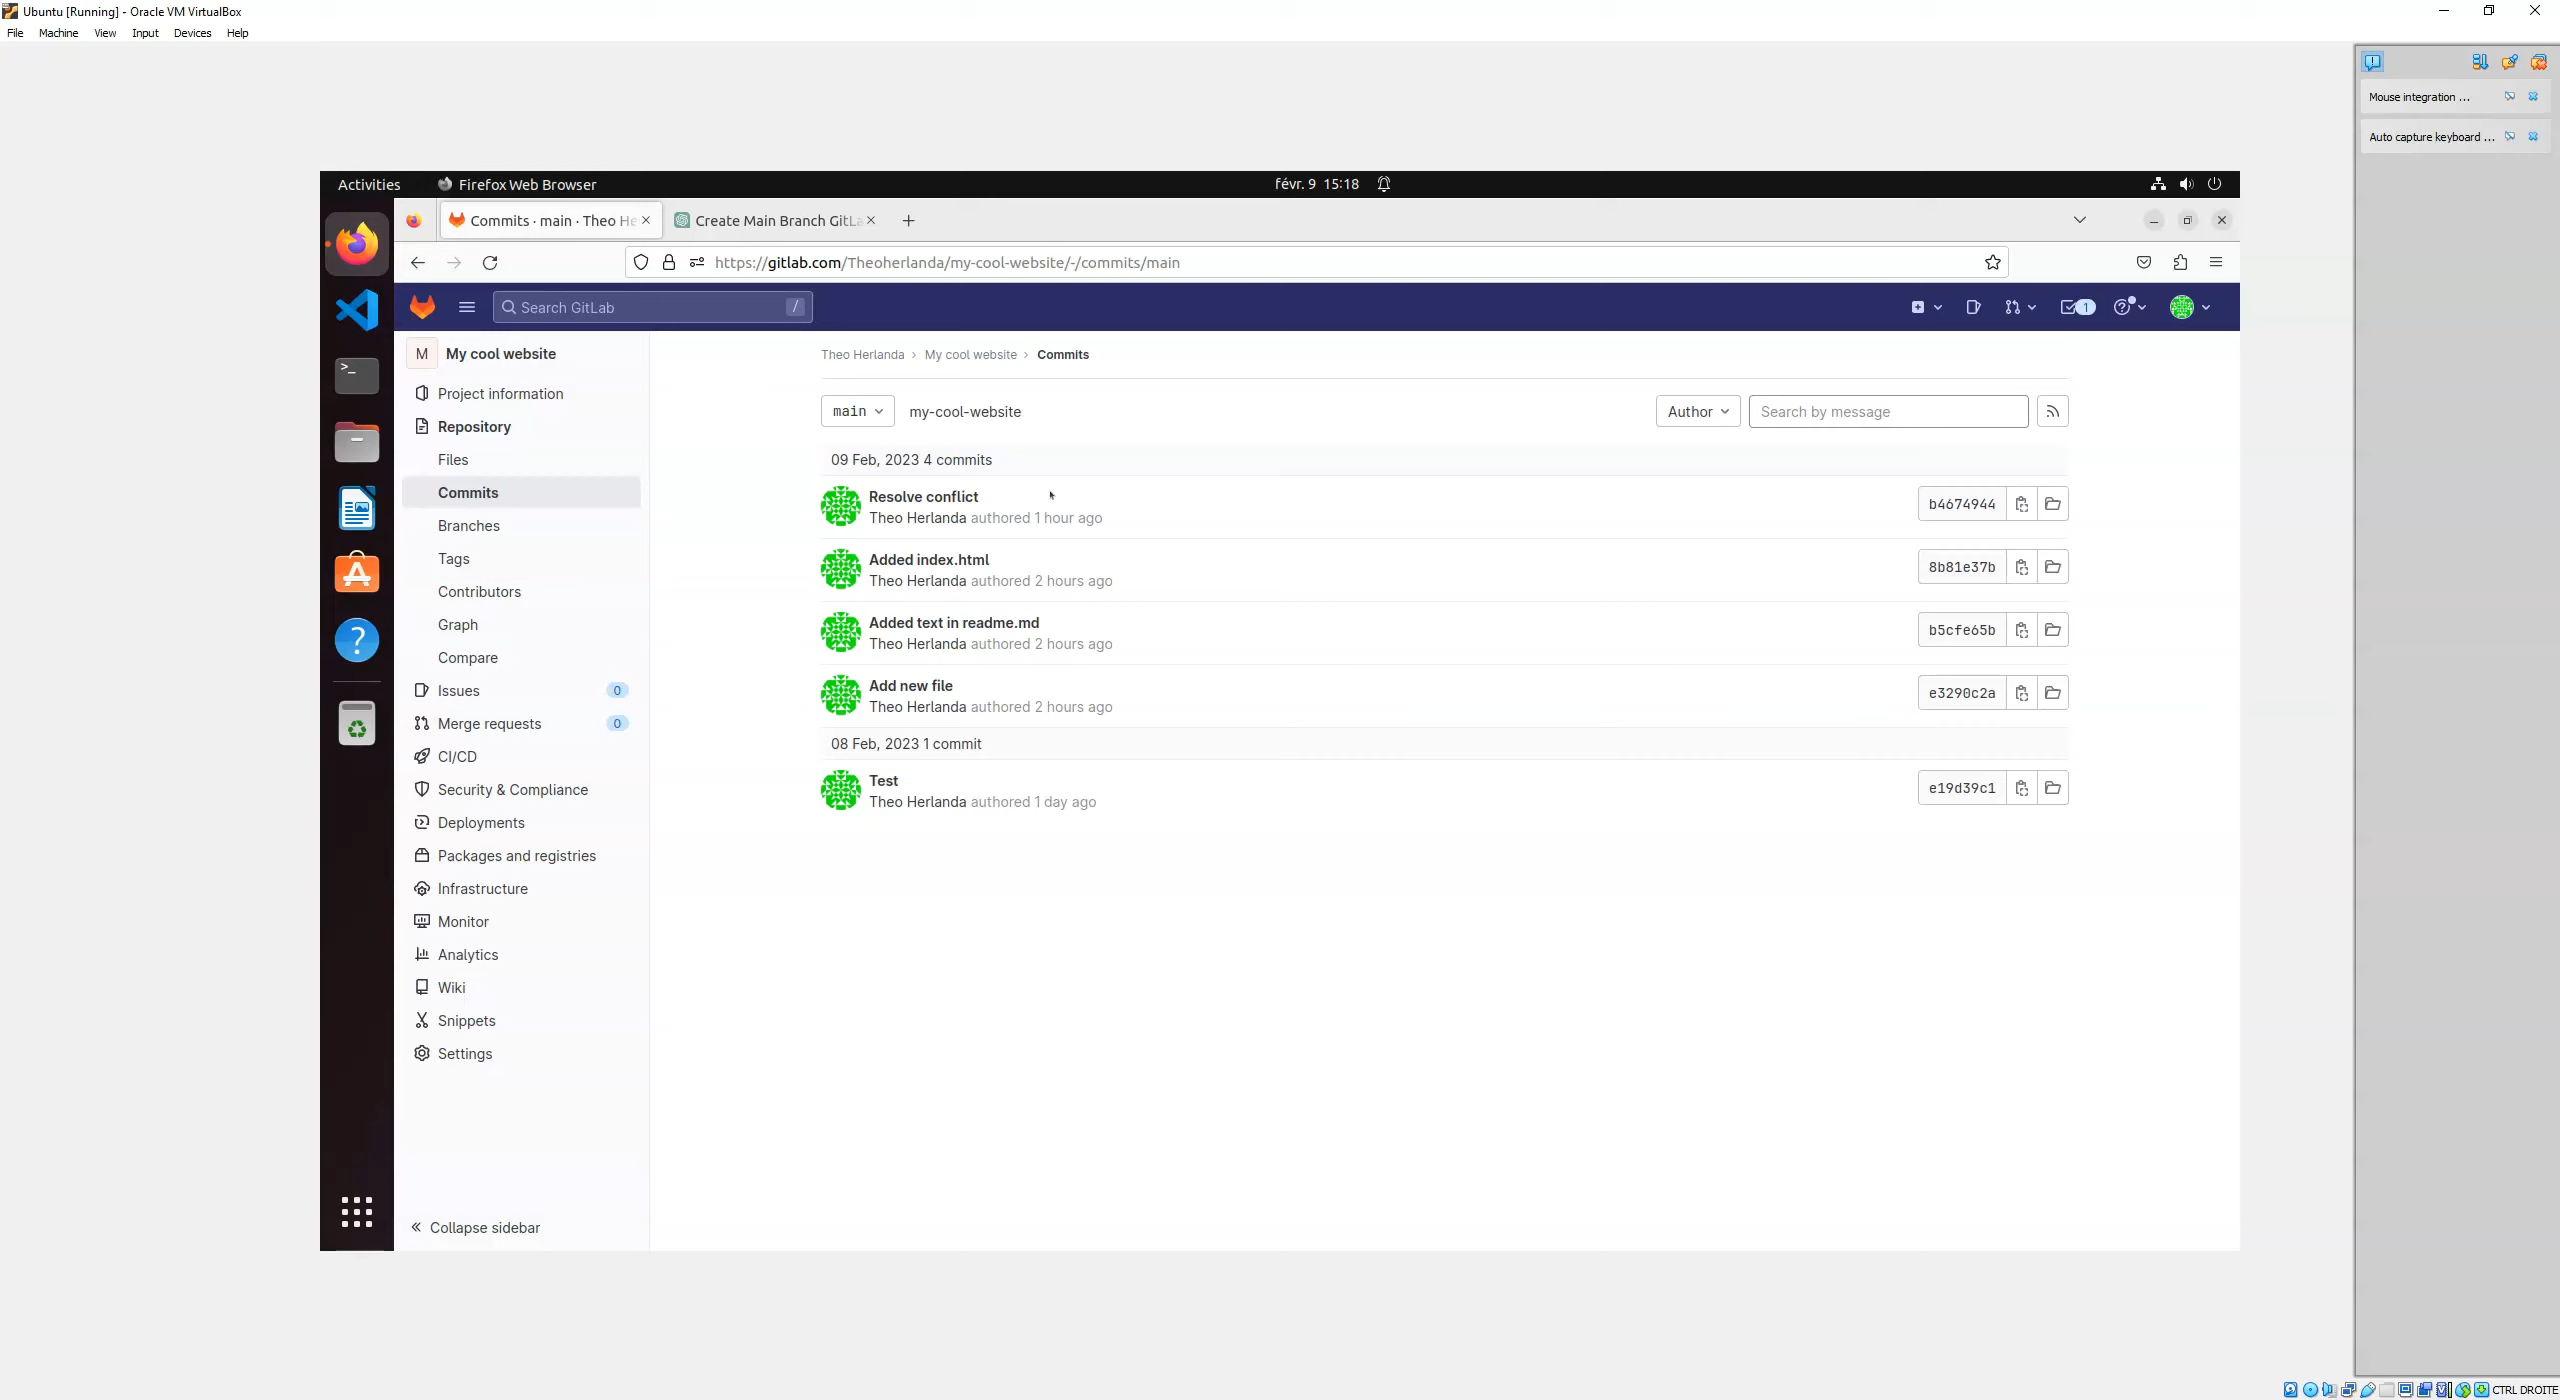 Ubuntu [Running] - Oracle VM VirtualBox
File Machine View Input Devices Help
Mouse integration ...
Auto capture keyboard ...
Activities Firefox Web Browser févr. 9 15:18
Commits · main · Theo He
Create Main Branch GitLa
https://gitlab.com/Theoherlanda/my-cool-website/-/commits/main
Search GitLab /
1
M My cool website
Project information
Repository
Files
Commits
Branches
Tags
Contributors
Graph
Compare
Issues 0
Merge requests 0
CI/CD
Security & Compliance
Deployments
Packages and registries
Infrastructure
Monitor
Analytics
Wiki
Snippets
Settings
Collapse sidebar
Theo Herlanda › My cool website › Commits
main my-cool-website Author Search by message
09 Feb, 2023 4 commits
Resolve conflict
Theo Herlanda authored 1 hour ago
b4674944
Added index.html
Theo Herlanda authored 2 hours ago
8b81e37b
Added text in readme.md
Theo Herlanda authored 2 hours ago
b5cfe65b
Add new file
Theo Herlanda authored 2 hours ago
e3290c2a
08 Feb, 2023 1 commit
Test
Theo Herlanda authored 1 day ago
e19d39c1
CTRL DROITE